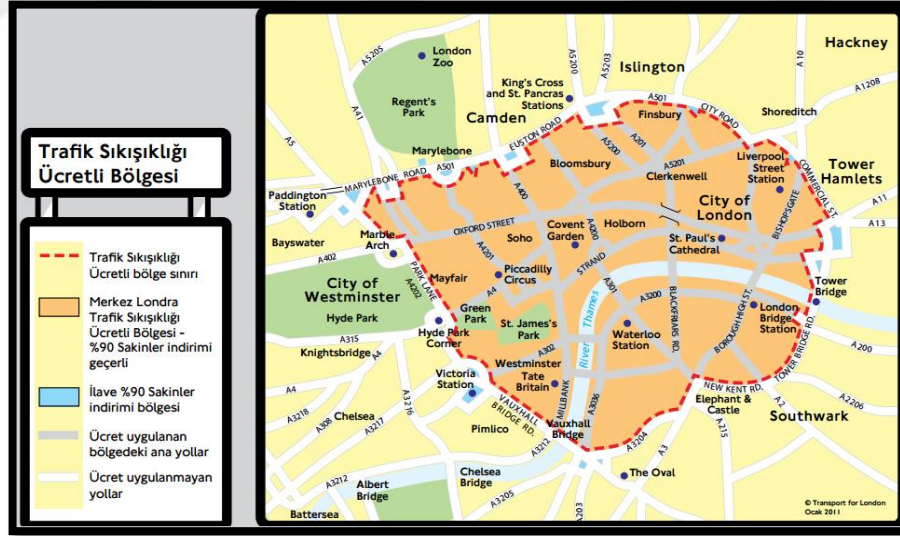 Trafik Sıkışıklığı
Ücretli Bölgesi
Trafik Sıkışıklığı
Ücretli bölge sınırı
Merkez Londra
Trafik Sıkışıklığı
Ücretli Bölgesi –
%90 Sakinler indirimi
geçerli
İlave %90 Sakinler
indirimi bölgesi
Ücret uygulanan
bölgedeki ana yollar
Ücret uygulanmayan
yollar
Hackney
Islington
A5205
London
Zoo
A41
A5200
A5203
A10
A1208
King's Cross
and St. Pancras
Stations
A501
Regent's
Park
Camden
Finsbury
CITY ROAD
Shoreditch
A5
EUSTON ROAD
A5200
A201
Marylebone
A501
MARYLEBONE ROAD
Bloomsbury
A5201
Clerkenwell
Liverpool
Street
Station
Tower
Hamlets
COMMERCIAL ST.
Paddington
Station
A400
A11
A13
City of
London
BISHOPSGATE
OXFORD STREET
Bayswater
Marble
Arch
A402
Soho
Covent
Garden
A4200
Holborn
St. Paul's
Cathedral
A4201
City of
Westminster
Hyde Park
PARK LANE
A4202
Mayfair
Piccadilly
Circus
A4
STRAND
A301
A3200
BLACKFRIARS RD.
BOROUGH HIGH ST.
Tower
Bridge
London
Bridge
Station
Green
Park
St. James's
Park
River Thames
Waterloo
Station
Hyde Park
Corner
A315
Knightsbridge
A4
A302
TOWER BRIDGE RD.
A200
Victoria
Station
Westminster
Tate
Britain
MILLBANK
A3036
NEW KENT RD.
Elephant &
Castle
A2
A2206
Southwark
A4
A3218
A308
Chelsea
A3217
A3216
VAUXHALL
BRIDGE RD.
Pimlico
Vauxhall
Bridge
A3212
A3204
A3
A215
The Oval
A3212
Albert
Bridge
Chelsea
Bridge
A3205
A203
Battersea
© Transport for London
Ocak 2011